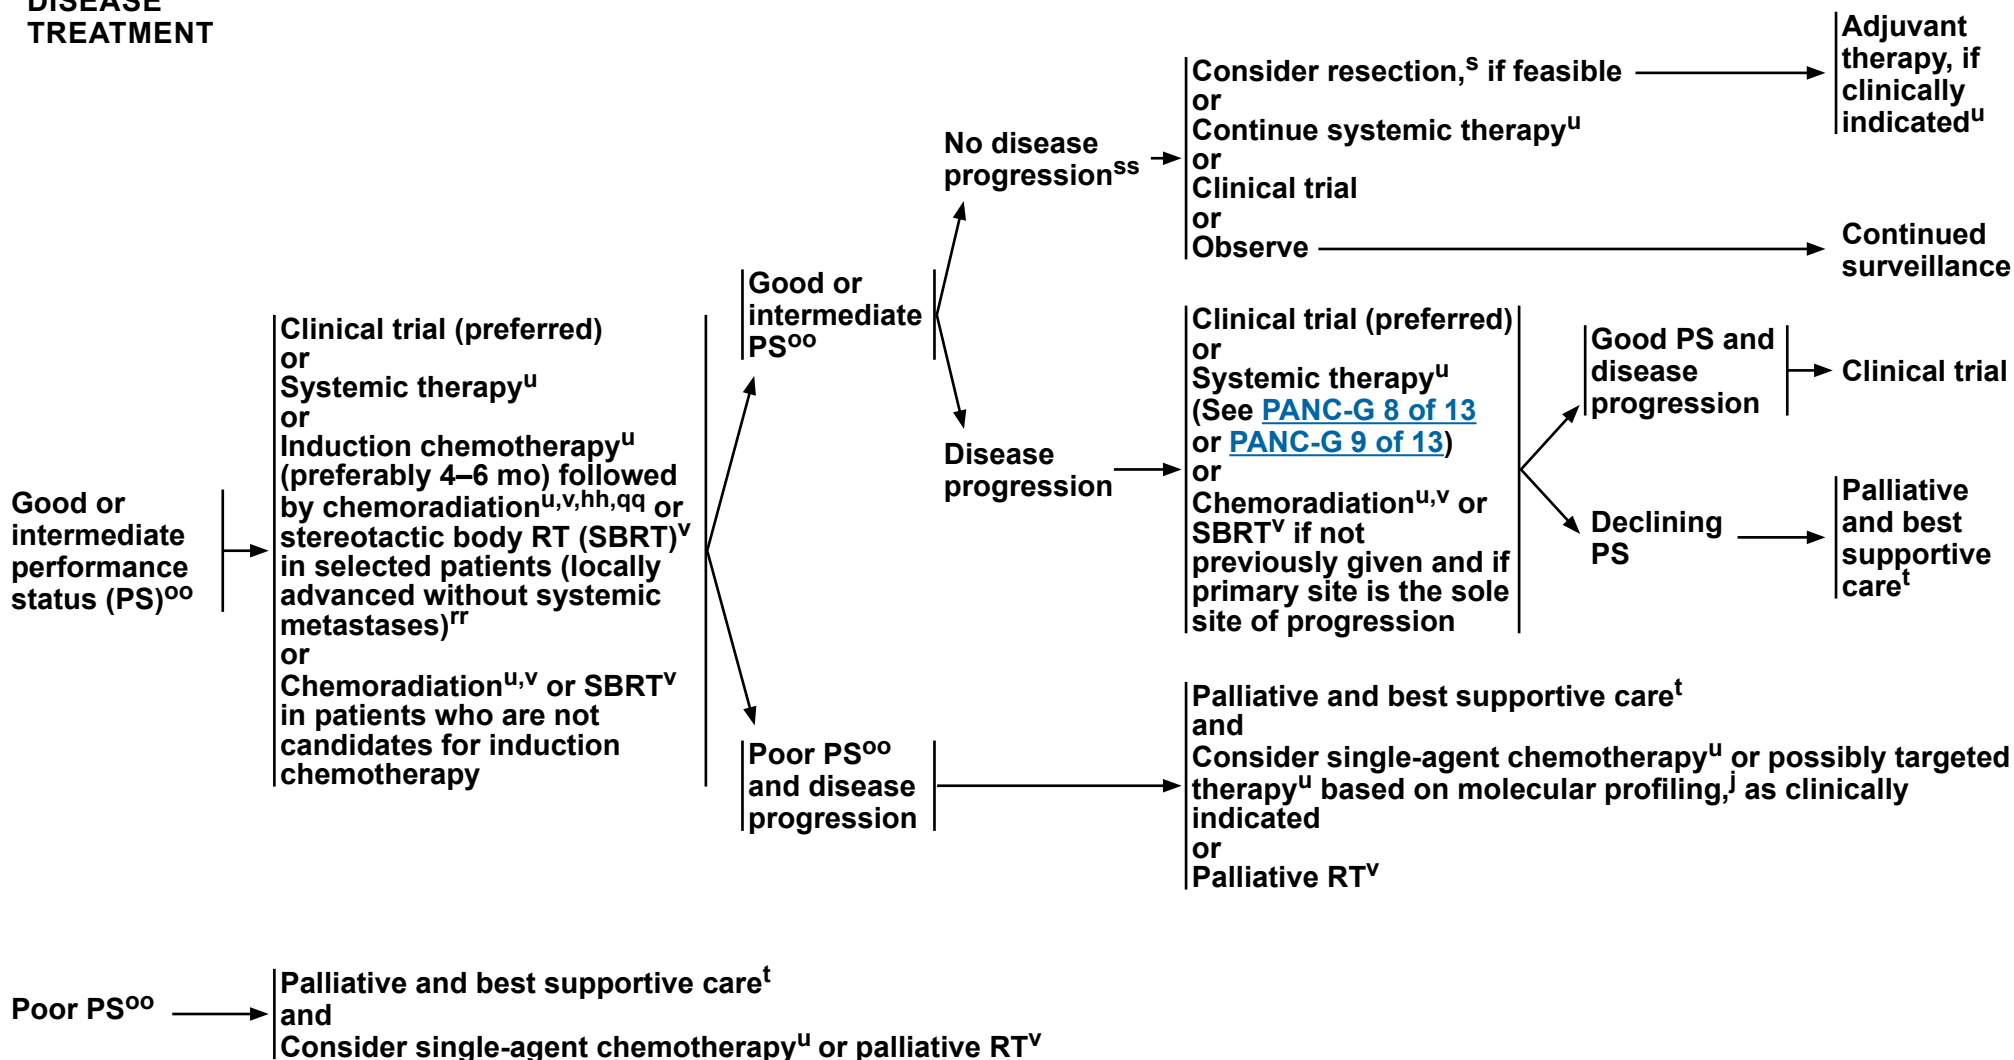 DISEASE
TREATMENT
Good or
intermediate
performance
status (PS)oo
Clinical trial (preferred)
or
Systemic therapyu
or
Induction chemotherapyu
(preferably 4–6 mo) followed
by chemoradiationu,v,hh,qq or
stereotactic body RT (SBRT)v
in selected patients (locally
advanced without systemic
metastases)rr
or
Chemoradiationu,v or SBRTv
in patients who are not
candidates for induction
chemotherapy
Good or
intermediate
PSoo
No disease
progressionss
Consider resection,s if feasible
or
Continue systemic therapyu
or
Clinical trial
or
Observe
Adjuvant
therapy, if
clinically
indicatedu
Continued
surveillance
Disease
progression
Clinical trial (preferred)
or
Systemic therapyu
(See PANC-G 8 of 13
or PANC-G 9 of 13)
or
Chemoradiationu,v or
SBRTv if not
previously given and if
primary site is the sole
site of progression
Good PS and
disease
progression
Clinical trial
Declining
PS
Palliative
and best
supportive
caret
Poor PSoo
and disease
progression
Palliative and best supportive caret
and
Consider single-agent chemotherapyu or possibly targeted
therapyu based on molecular profiling,j as clinically
indicated
or
Palliative RTv
Poor PSoo
Palliative and best supportive caret
and
Consider single-agent chemotherapyu or palliative RTv